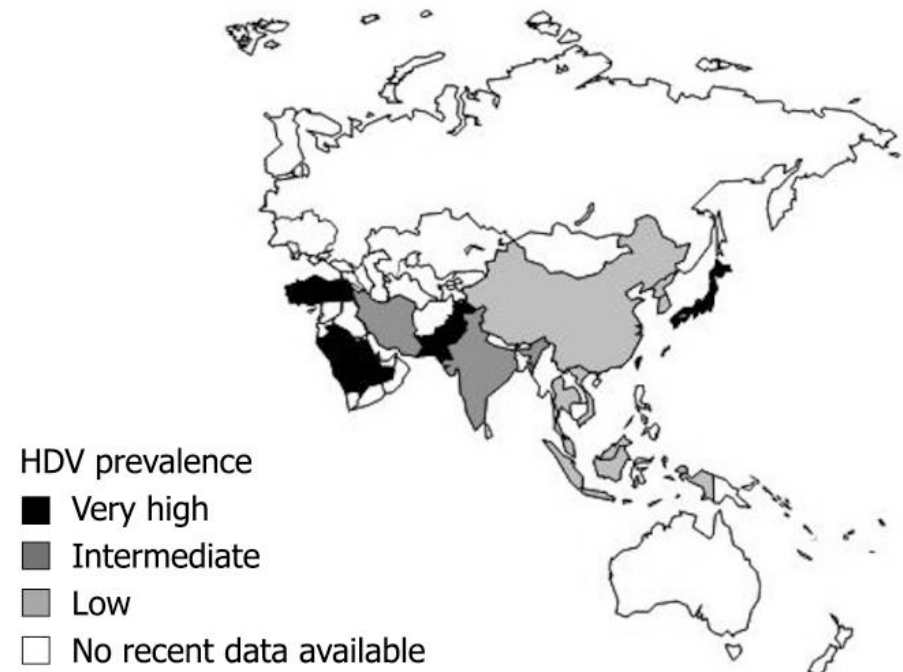 HDV prevalence
Very high
Intermediate
Low
No recent data available